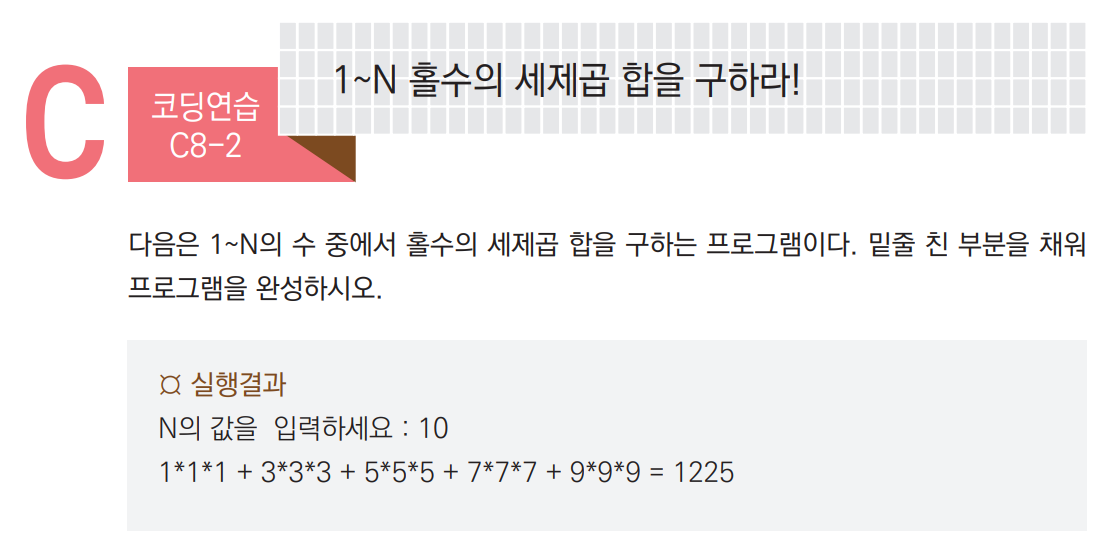 C
코딩연습
C8-2
1~N 홀수의 세제곱 합을 구하라!
다음은 1~N의 수 중에서 홀수의 세제곱 합을 구하는 프로그램이다. 밑줄 친 부분을 채워
프로그램을 완성하시오.
¤ 실행결과
N의 값을 입력하세요 : 10
1*1*1 + 3*3*3 + 5*5*5 + 7*7*7 + 9*9*9 = 1225